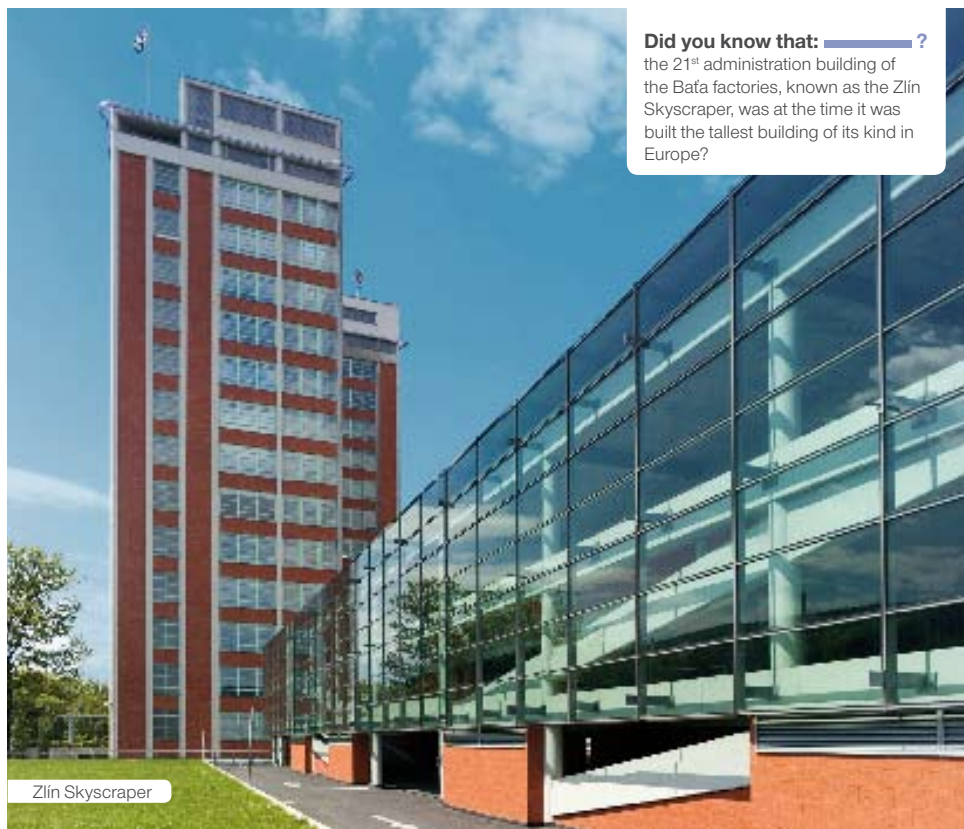 Did you know that: ?
the 21st administration building of
the Baťa factories, known as the Zlín
Skyscraper, was at the time it was
built the tallest building of its kind in
Europe?
Zlín Skyscraper